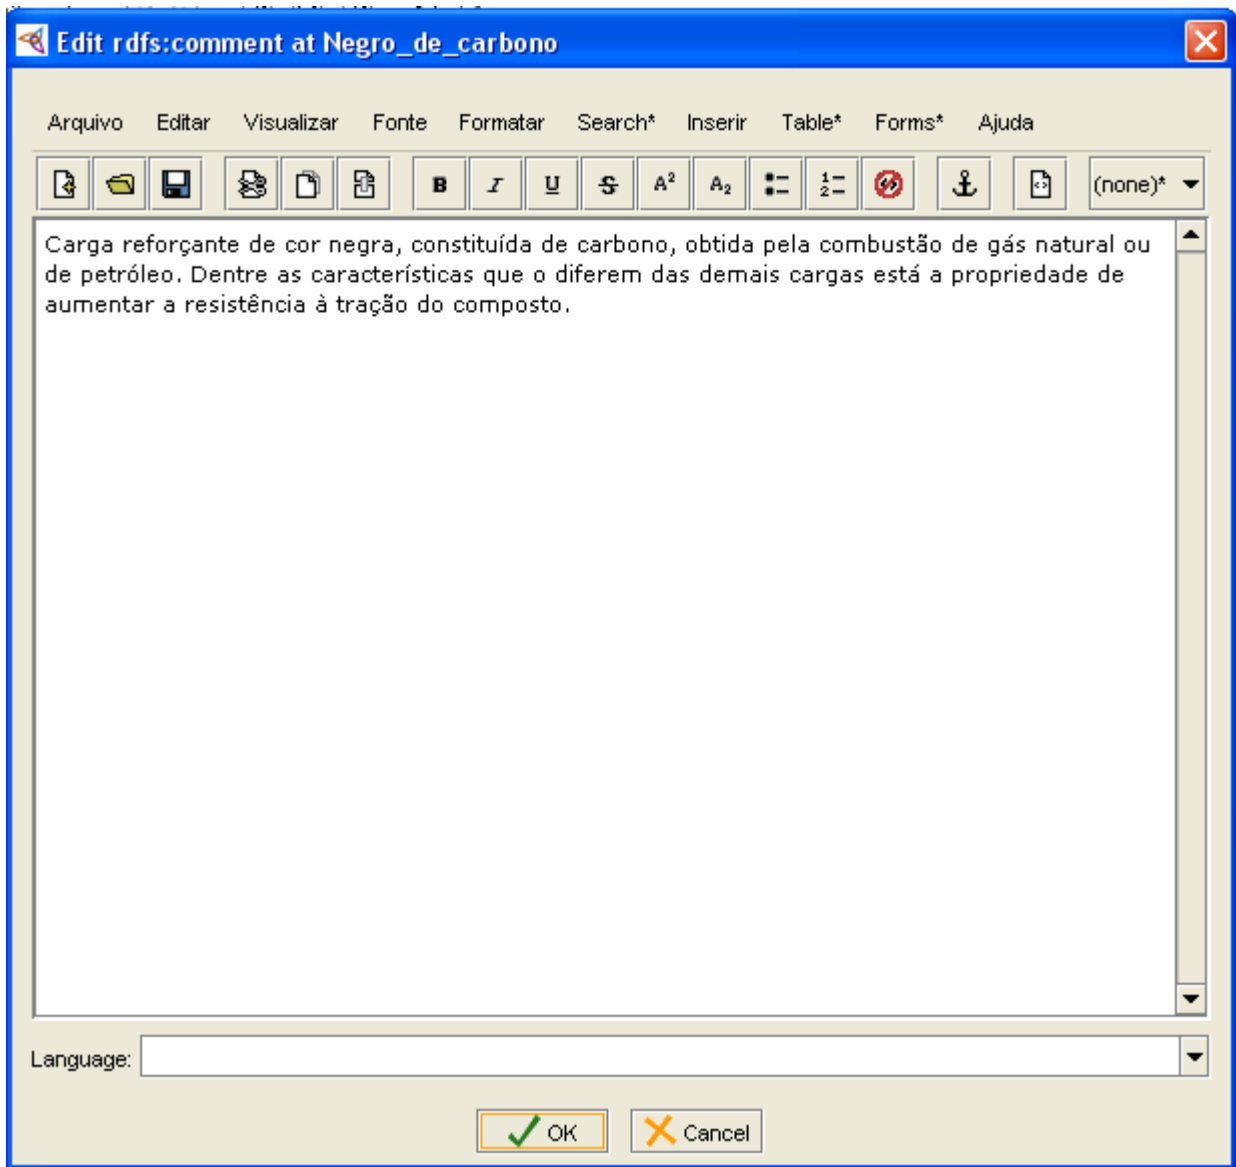 Edit rdfs:comment at Negro_de_carbono
Arquivo Editar Visualizar Fonte Formatar Search* Inserir Table* Forms* Ajuda
B I U S A² A₂ (none)*
Carga reforçante de cor negra, constituída de carbono, obtida pela combustão de gás natural ou
de petróleo. Dentre as características que o diferem das demais cargas está a propriedade de
aumentar a resistência à tração do composto.
Language:
OK Cancel